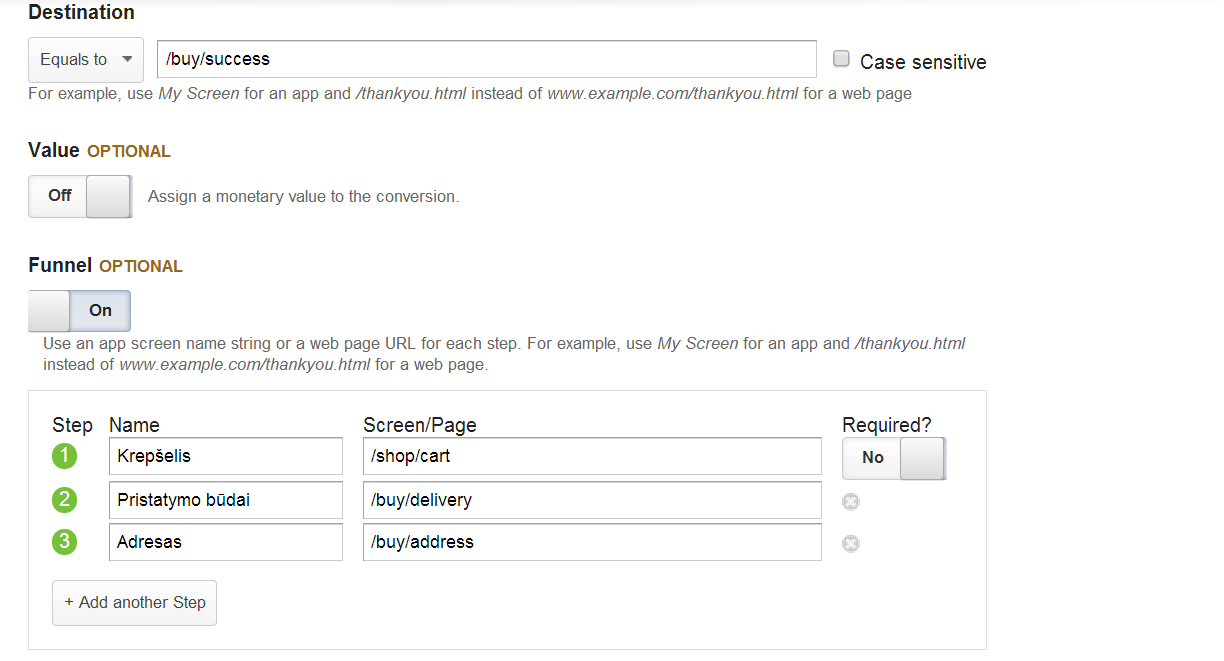 Destination
Equals to /buy/success Case sensitive
For example, use My Screen for an app and /thankyou.html instead of www.example.com/thankyou.html for a web page
Value OPTIONAL
Off Assign a monetary value to the conversion.
Funnel OPTIONAL
On
Use an app screen name string or a web page URL for each step. For example, use My Screen for an app and /thankyou.html
instead of www.example.com/thankyou.html for a web page.
Step Name Screen/Page Required?
1 Krepšelis /shop/cart No
2 Pristatymo būdai /buy/delivery
3 Adresas /buy/address
+ Add another Step